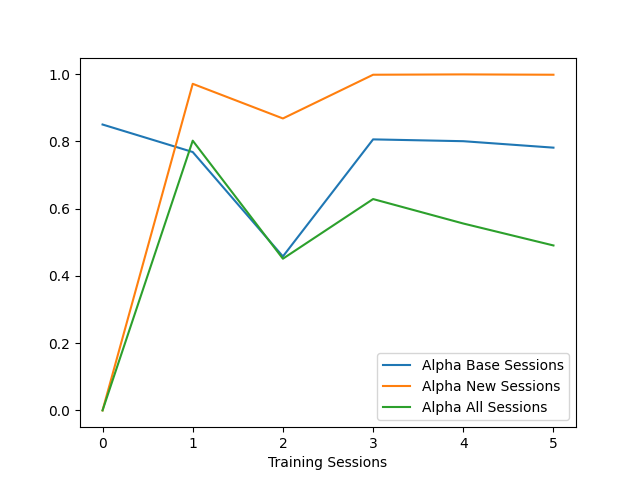 1.0
0.8
0.6
0.4
0.2
0.0
Alpha Base Sessions
Alpha New Sessions
Alpha All Sessions
0 1 2 3 4 5
Training Sessions